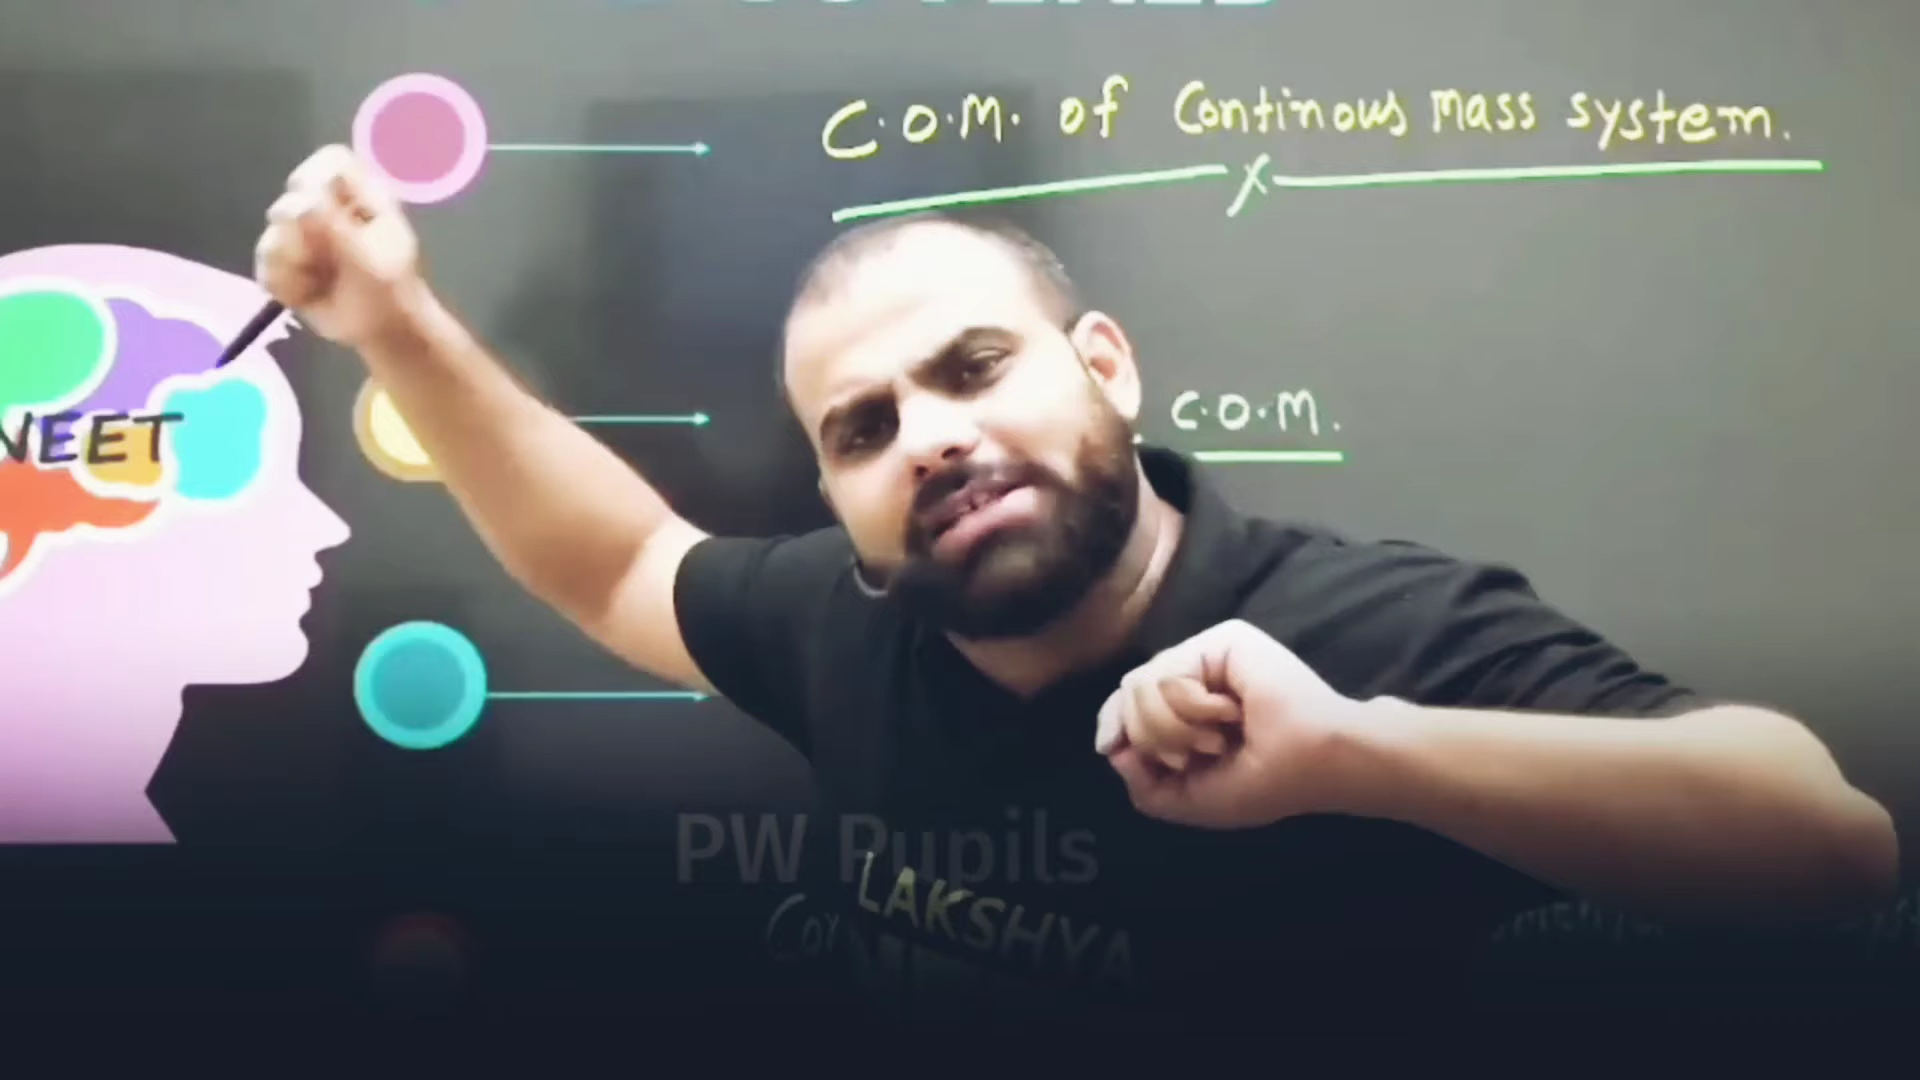 C.O.M. of Continous Mass system.
C.O.M.
NEET
PW Pupils
LAKSHYA